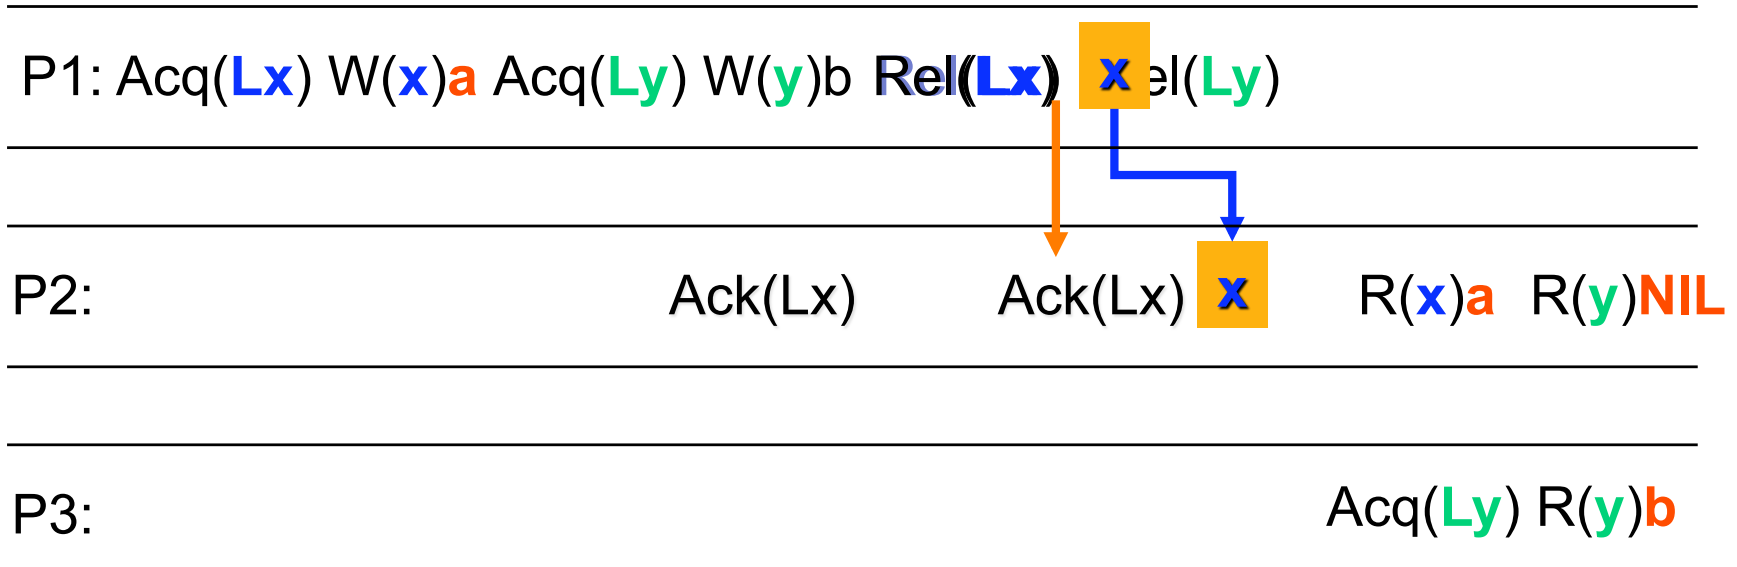 P1: Acq(Lx) W(x)a Acq(Ly) W(y)b Rel(Lx) x el(Ly)
P2: Ack(Lx) Ack(Lx) x R(x)a R(y)NIL
P3: Acq(Ly) R(y)b